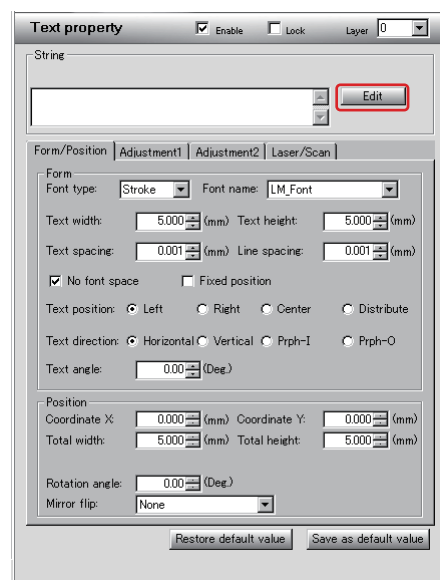 Text property Enable Lock Layer 0
String
Edit
Form/Position Adjustment1 Adjustment2 Laser/Scan
Form
Font type: Stroke Font name: LM_Font
Text width: 5.000 (mm) Text height: 5.000 (mm)
Text spacing: 0.001 (mm) Line spacing: 0.001 (mm)
No font space Fixed position
Text position: Left Right Center Distribute
Text direction: Horizontal Vertical Prph-I Prph-O
Text angle: 0.00 (Deg.)
Position
Coordinate X: 0.000 (mm) Coordinate Y: 0.000 (mm)
Total width: 5.000 (mm) Total height: 5.000 (mm)
Rotation angle: 0.00 (Deg.)
Mirror flip: None
Restore default value Save as default value